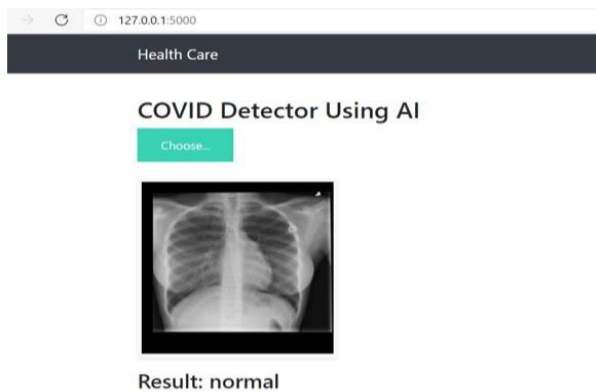 127.0.0.1:5000
Health Care
COVID Detector Using AI
Choose...
Result: normal